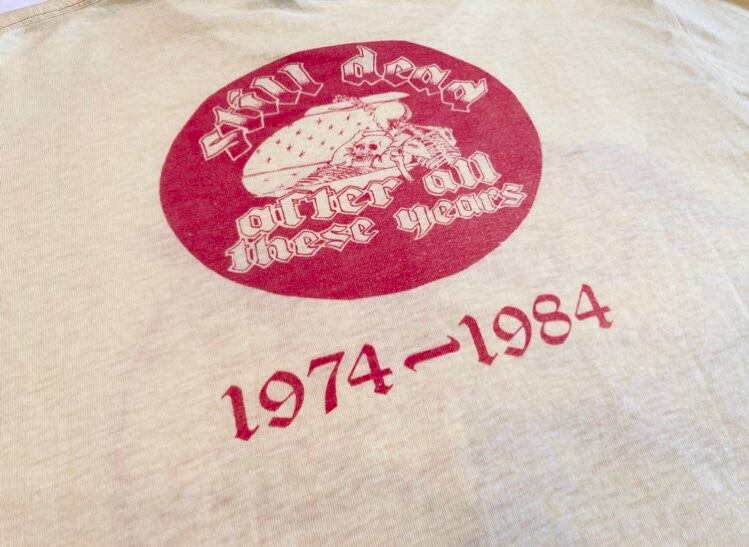 Still dead
after all
these years
1974-1984